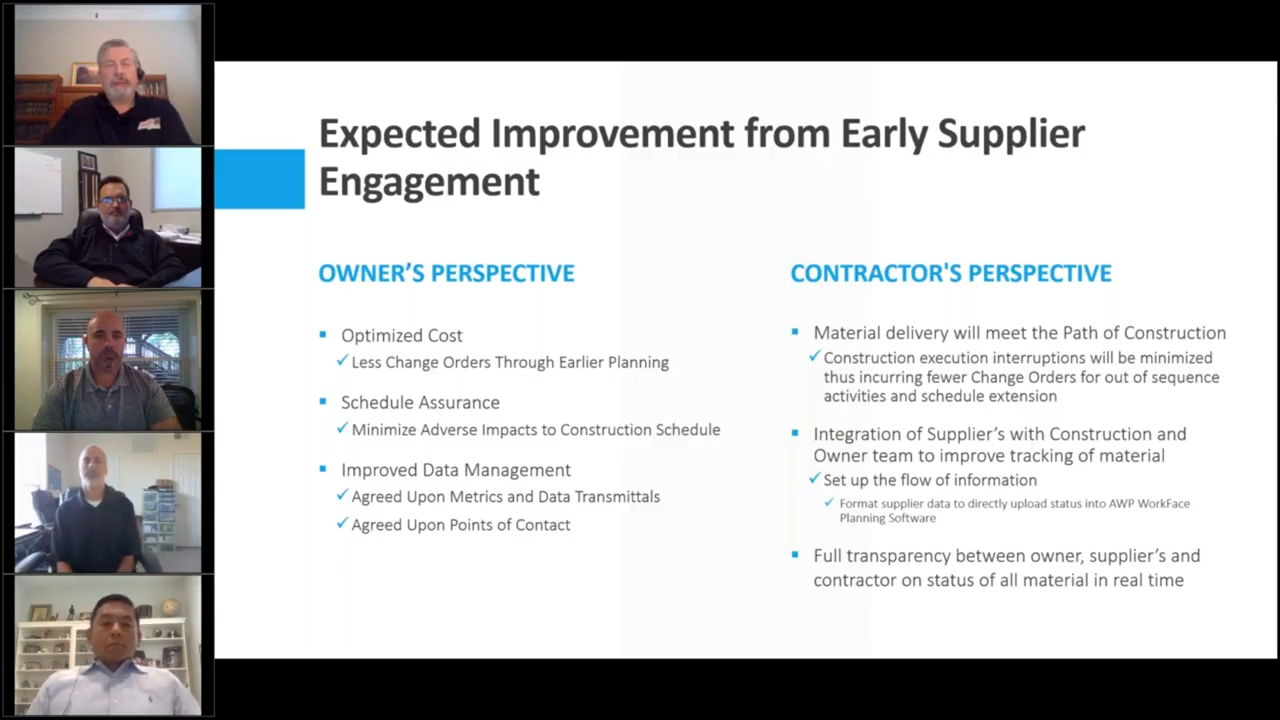 Expected Improvement from Early Supplier
Engagement
OWNER'S PERSPECTIVE
Optimized Cost
Less Change Orders Through Earlier Planning
Schedule Assurance
Minimize Adverse Impacts to Construction Schedule
Improved Data Management
Agreed Upon Metrics and Data Transmittals
Agreed Upon Points of Contact
CONTRACTOR'S PERSPECTIVE
Material delivery will meet the Path of Construction
Construction execution interruptions will be minimized
thus incurring fewer Change Orders for out of sequence
activities and schedule extension
Integration of Supplier's with Construction and
Owner team to improve tracking of material
Set up the flow of information
Format supplier data to directly upload status into AWP WorkFace
Planning Software
Full transparency between owner, supplier's and
contractor on status of all material in real time